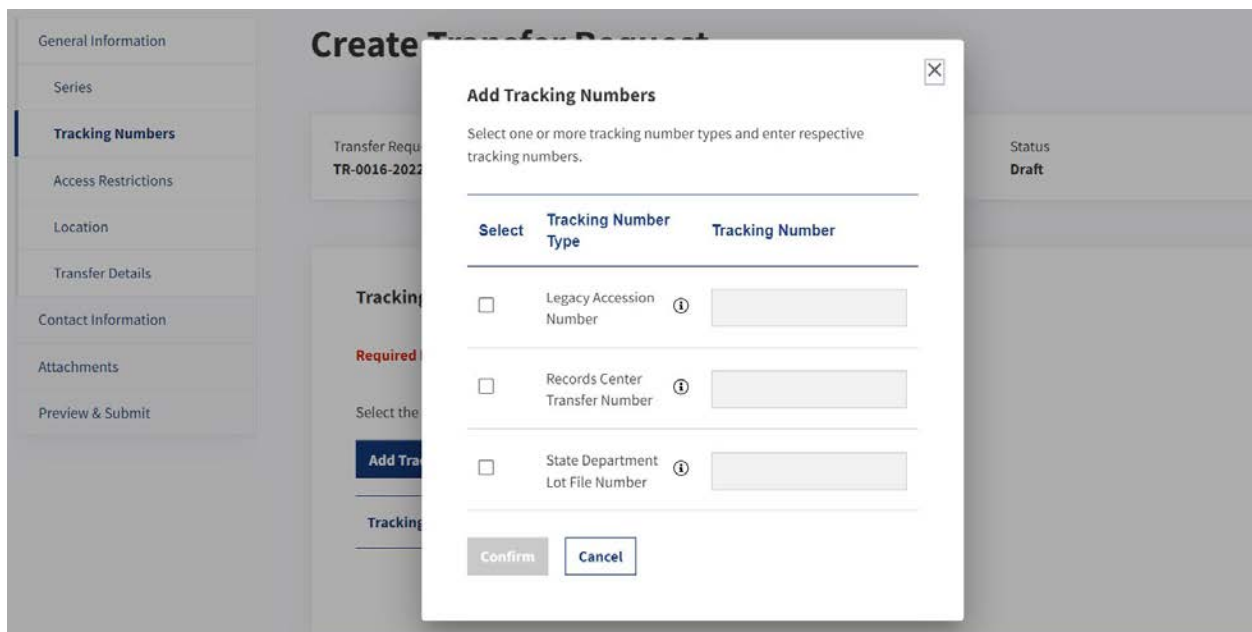 General Information
Series
Tracking Numbers
Access Restrictions
Location
Transfer Details
Contact Information
Attachments
Preview & Submit
Create Transfer Request
Transfer Requ
TR-0016-2022
Status
Draft
Tracking
Required
Select the
Add Tra
Tracking
Add Tracking Numbers
Select one or more tracking number types and enter respective
tracking numbers.
Select
Tracking Number
Type
Tracking Number
Legacy Accession
Number
Records Center
Transfer Number
State Department
Lot File Number
Confirm
Cancel